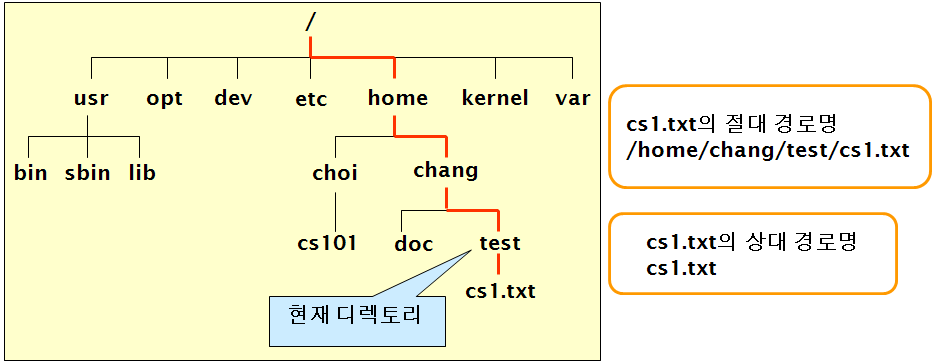 /
usr opt dev etc home kernel var
bin sbin lib choi chang
cs101 doc test
cs1.txt
현재 디렉토리
cs1.txt의 절대 경로명
/home/chang/test/cs1.txt
cs1.txt의 상대 경로명
cs1.txt